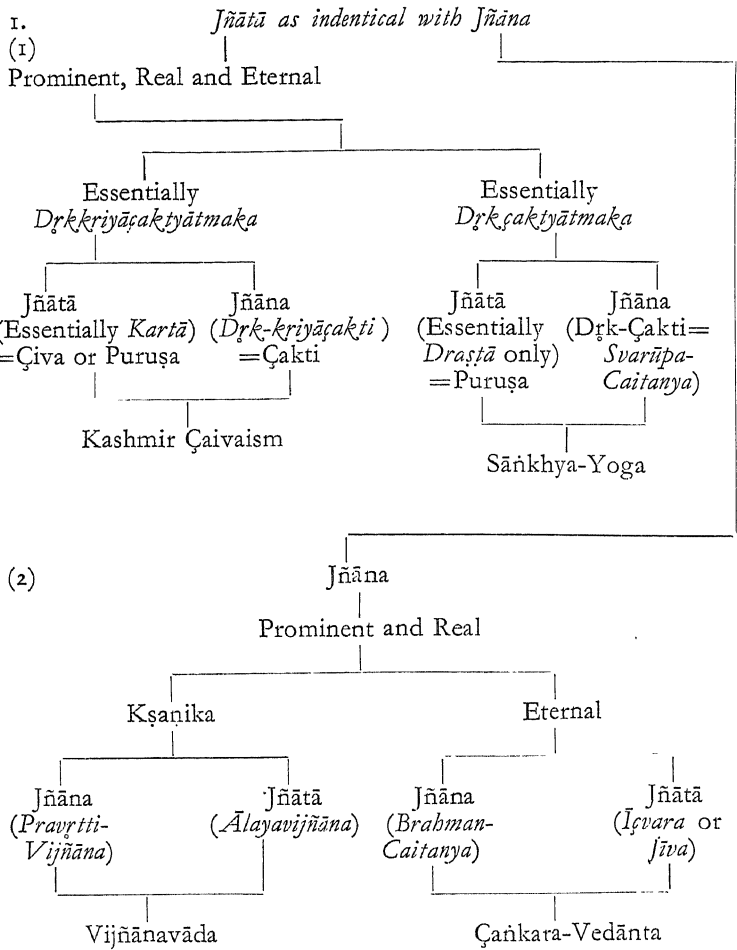 1. Jñātā as indentical with Jñāna
(1)
Prominent, Real and Eternal
Essentially
Dṛkkriyāçaktyātmaka
Essentially
Dṛkçaktyātmaka
Jñātā
(Essentially Kartā)
=Çiva or Puruṣa
Jñāna
(Dṛk-kriyāçakti)
=Çakti
Jñātā
(Essentially
Draṣṭā only)
=Puruṣa
Jñāna
(Dṛk-Çakti=
Svarūpa-
Caitanya)
Kashmir Çaivaism
Sāṅkhya-Yoga
(2)
Jñāna
Prominent and Real
Kṣaṇika
Eternal
Jñāna
(Pravṛtti-
Vijñāna)
Jñātā
(Ālayavijñāna)
Jñāna
(Brahman-
Caitanya)
Jñātā
(Īçvara or
Jīva)
Vijñānavāda
Çaṅkara-Vedānta